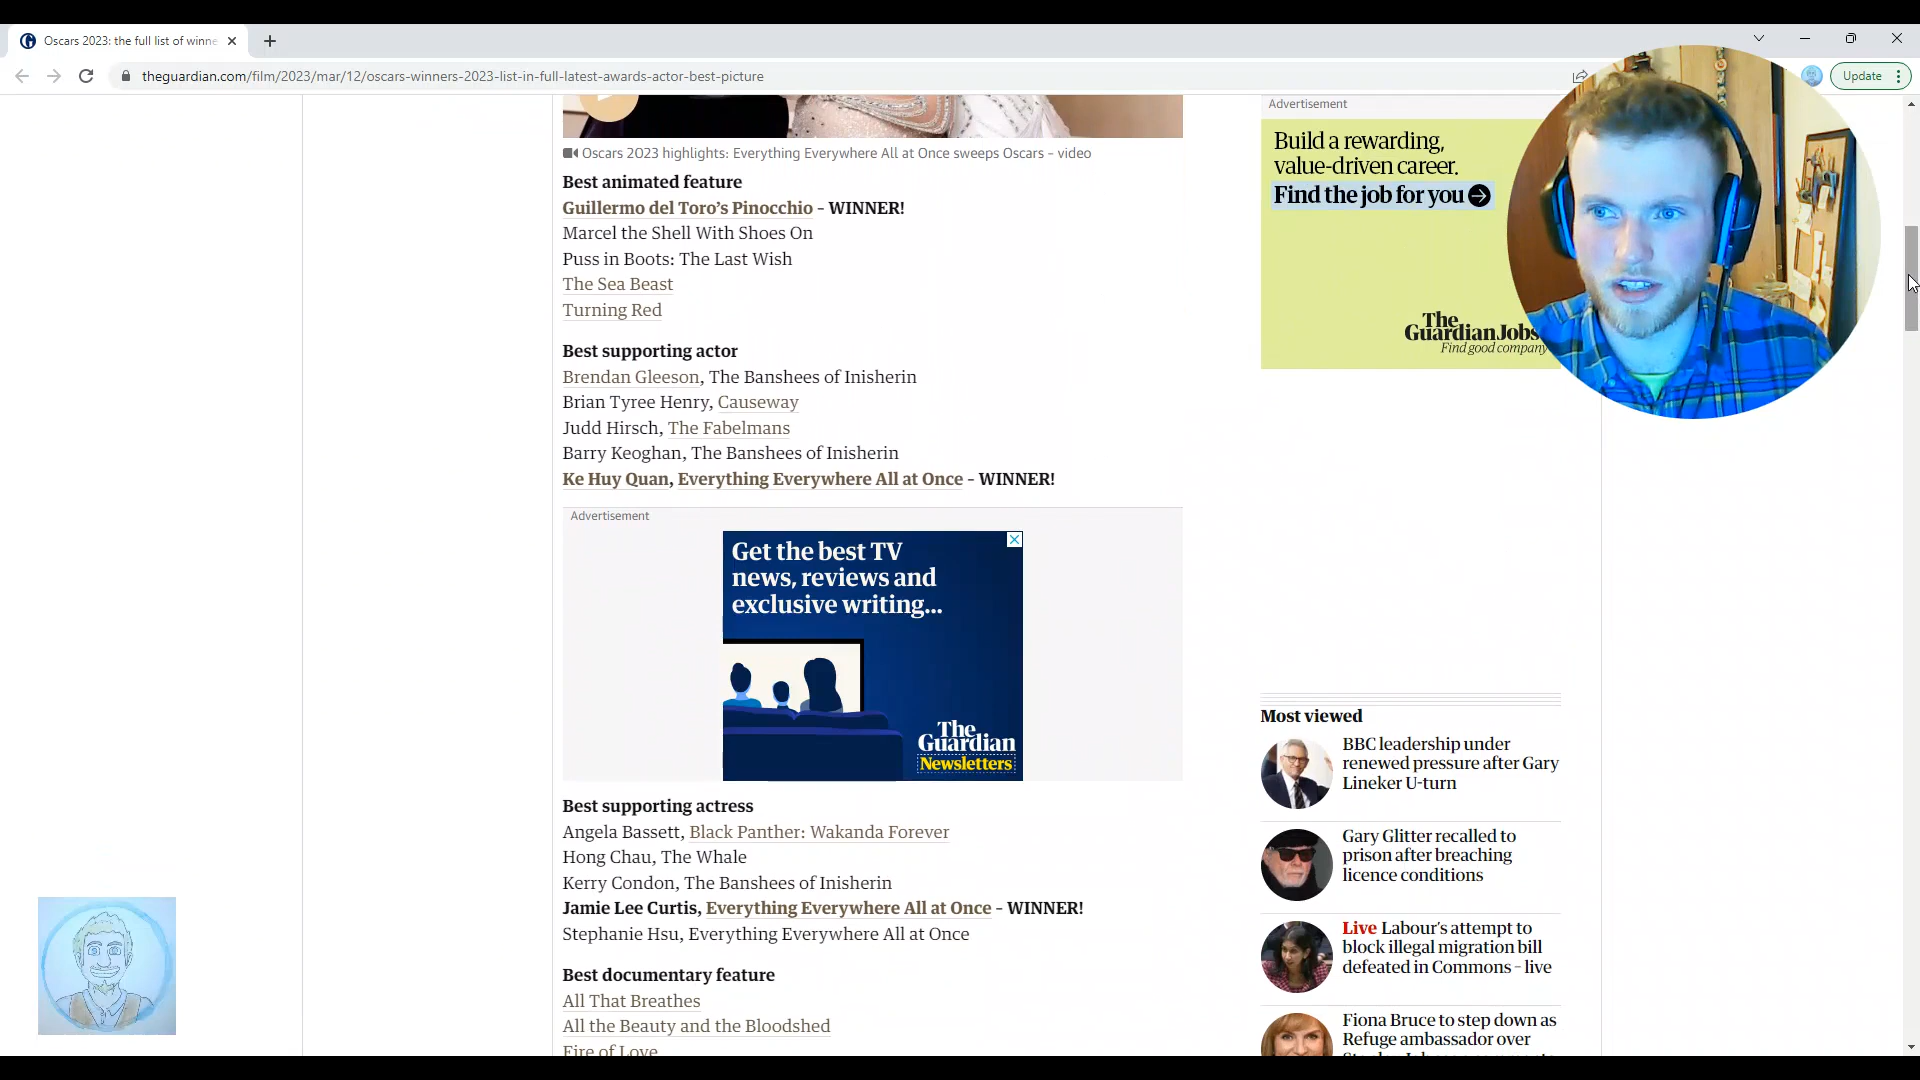 Oscars 2023: the full list of winne
theguardian.com/film/2023/mar/12/oscars-winners-2023-list-in-full-latest-awards-actor-best-picture
Update
Oscars 2023 highlights: Everything Everywhere All at Once sweeps Oscars – video
Best animated feature
Guillermo del Toro’s Pinocchio – WINNER!
Marcel the Shell With Shoes On
Puss in Boots: The Last Wish
The Sea Beast
Turning Red
Best supporting actor
Brendan Gleeson, The Banshees of Inisherin
Brian Tyree Henry, Causeway
Judd Hirsch, The Fabelmans
Barry Keoghan, The Banshees of Inisherin
Ke Huy Quan, Everything Everywhere All at Once – WINNER!
Advertisement
Get the best TV
news, reviews and
exclusive writing...
The
Guardian
Newsletters
Best supporting actress
Angela Bassett, Black Panther: Wakanda Forever
Hong Chau, The Whale
Kerry Condon, The Banshees of Inisherin
Jamie Lee Curtis, Everything Everywhere All at Once – WINNER!
Stephanie Hsu, Everything Everywhere All at Once
Best documentary feature
All That Breathes
All the Beauty and the Bloodshed
Fire of Love
Advertisement
Build a rewarding,
value-driven career.
Find the job for you
The
Guardian Jobs
Find good company
Most viewed
BBC leadership under
renewed pressure after Gary
Lineker U-turn
Gary Glitter recalled to
prison after breaching
licence conditions
Live Labour’s attempt to
block illegal migration bill
defeated in Commons – live
Fiona Bruce to step down as
Refuge ambassador over